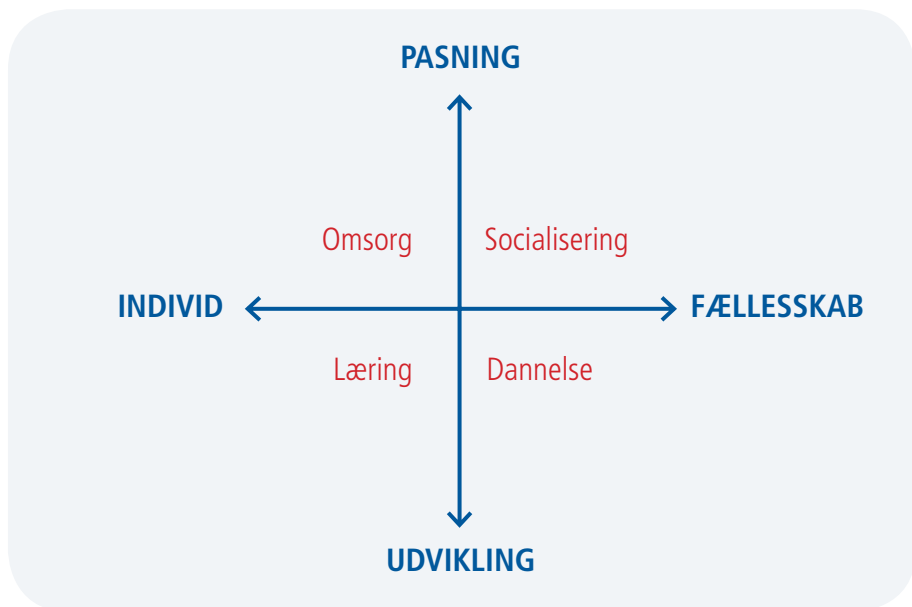 PASNING
Omsorg Socialisering
INDIVID FÆLLESSKAB
Læring Dannelse
UDVIKLING